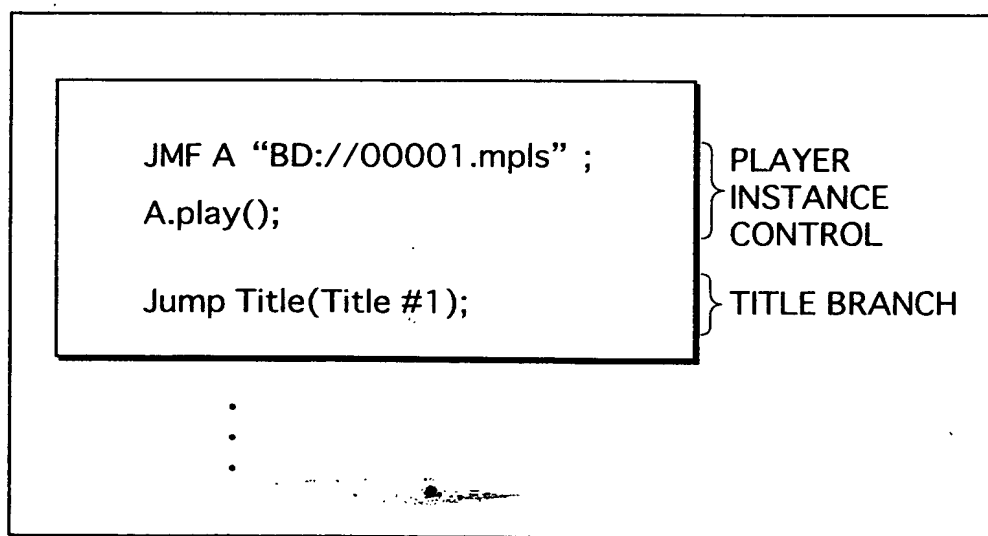 JMF A “BD://00001.mpls” ;
A.play();
Jump Title(Title #1);
PLAYER
INSTANCE
CONTROL
TITLE BRANCH